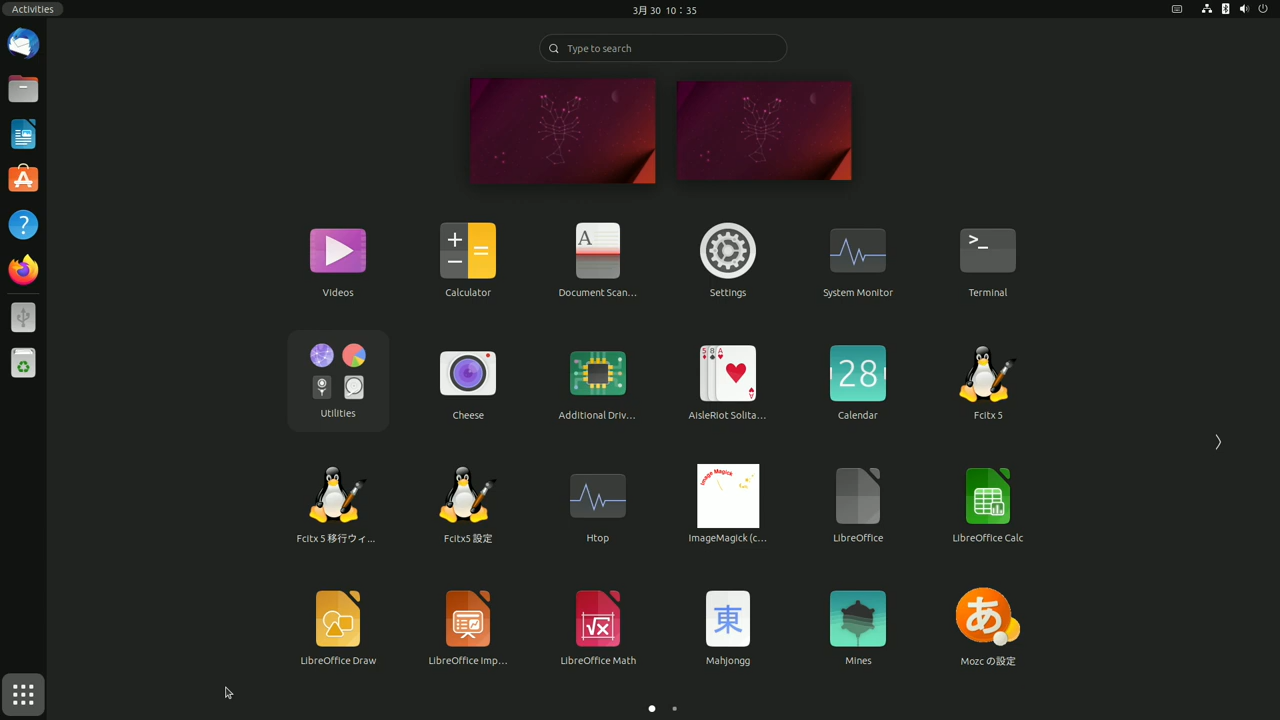 Activities
3月 30 10：35
Type to search
Videos
Calculator
Document Scan...
Settings
System Monitor
Terminal
>_
Utilities
Cheese
Additional Driv...
AisleRiot Solita...
28
Calendar
Fcitx 5
Fcitx 5 移行ウィ...
Fcitx5 設定
Htop
Image Magick
ImageMagick (c...
LibreOffice
LibreOffice Calc
LibreOffice Draw
LibreOffice Imp...
√x
LibreOffice Math
東
Mahjongg
Mines
あ
Mozc の設定